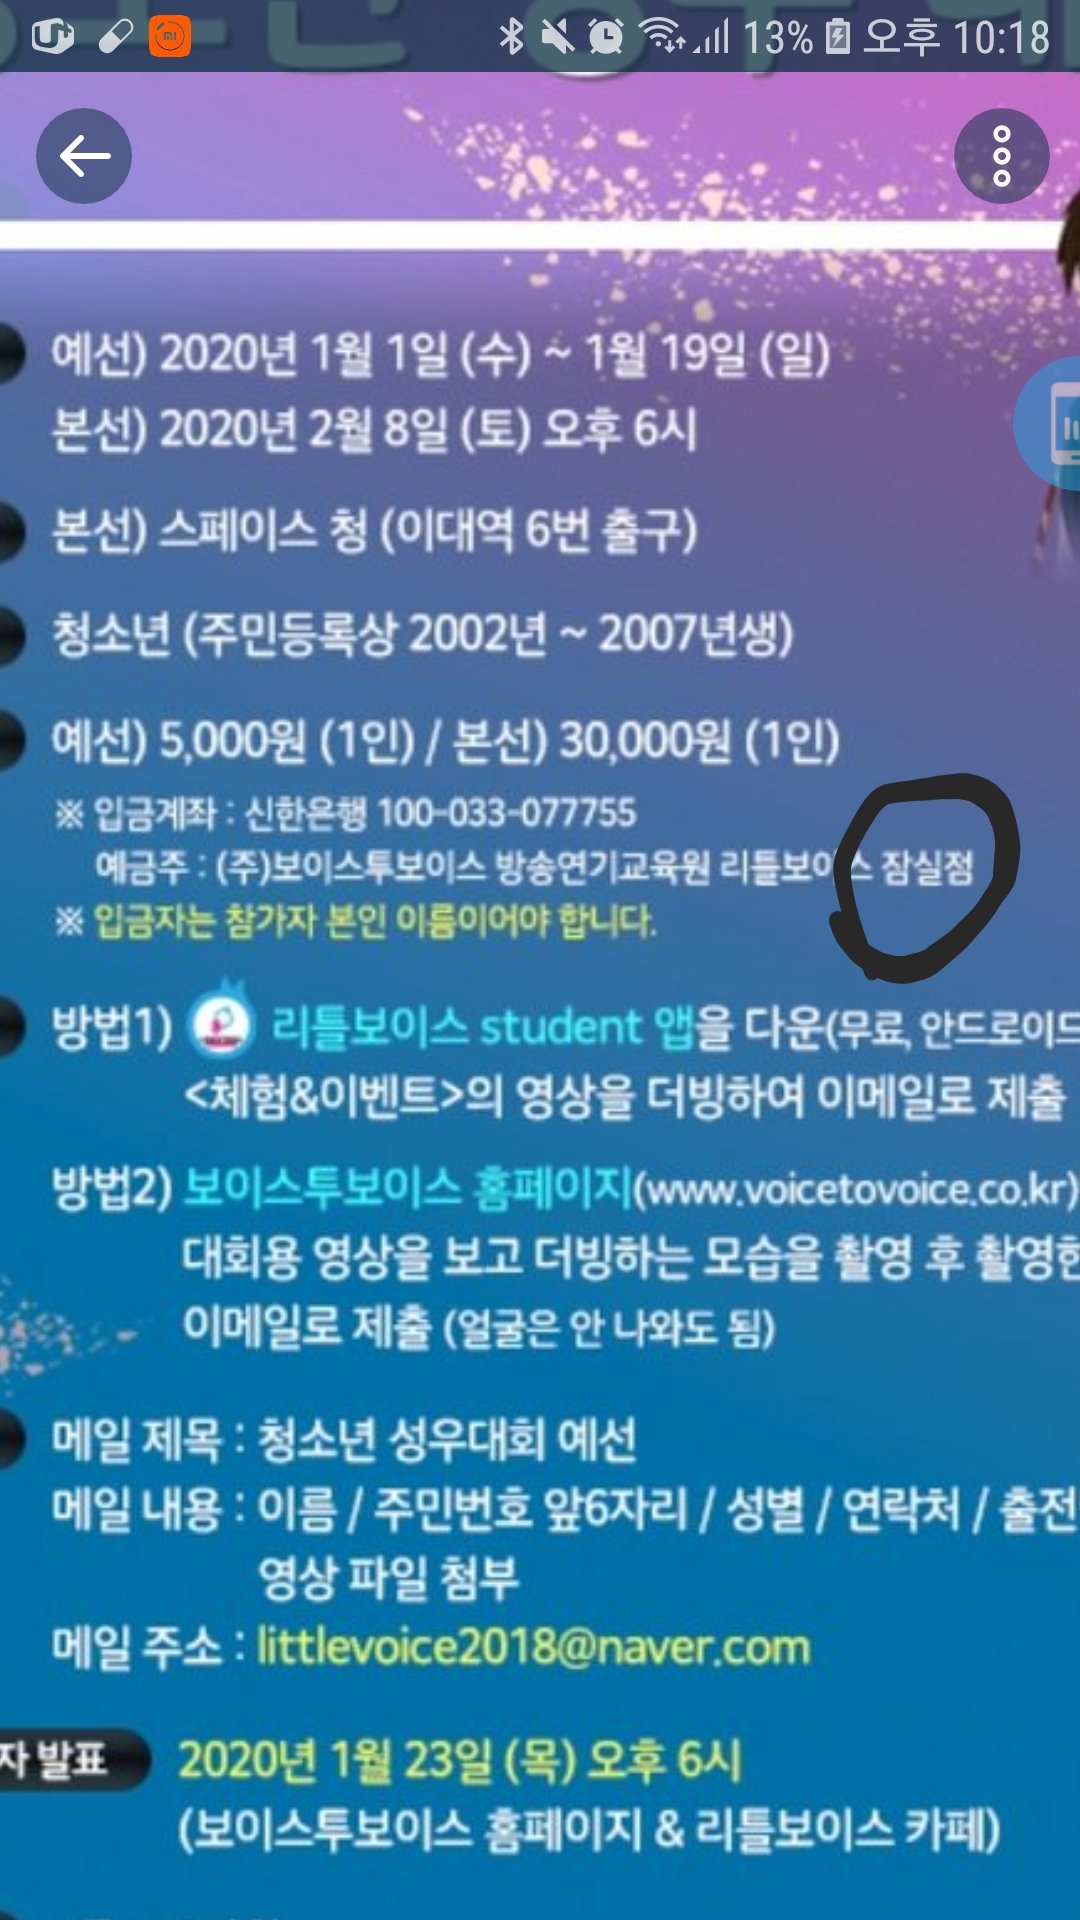 13% 오후 10:18
예선) 2020년 1월 1일 (수) ~ 1월 19일 (일)
본선) 2020년 2월 8일 (토) 오후 6시
본선) 스페이스 청 (이대역 6번 출구)
청소년 (주민등록상 2002년 ~ 2007년생)
예선) 5,000원 (1인) / 본선) 30,000원 (1인)
※ 입금계좌 : 신한은행 100-033-077755
예금주 : (주)보이스투보이스 방송연기교육원 리틀보이스 잠실점
※ 입금자는 참가자 본인 이름이어야 합니다.
방법1) 리틀보이스 student 앱을 다운(무료, 안드로이드
<체험&이벤트>의 영상을 더빙하여 이메일로 제출
방법2) 보이스투보이스 홈페이지(www.voicetovoice.co.kr)
대회용 영상을 보고 더빙하는 모습을 촬영 후 촬영한
이메일로 제출 (얼굴은 안 나와도 됨)
메일 제목 : 청소년 성우대회 예선
메일 내용 : 이름 / 주민번호 앞6자리 / 성별 / 연락처 / 출전
영상 파일 첨부
메일 주소 : littlevoice2018@naver.com
자 발표 2020년 1월 23일 (목) 오후 6시
(보이스투보이스 홈페이지 & 리틀보이스 카페)